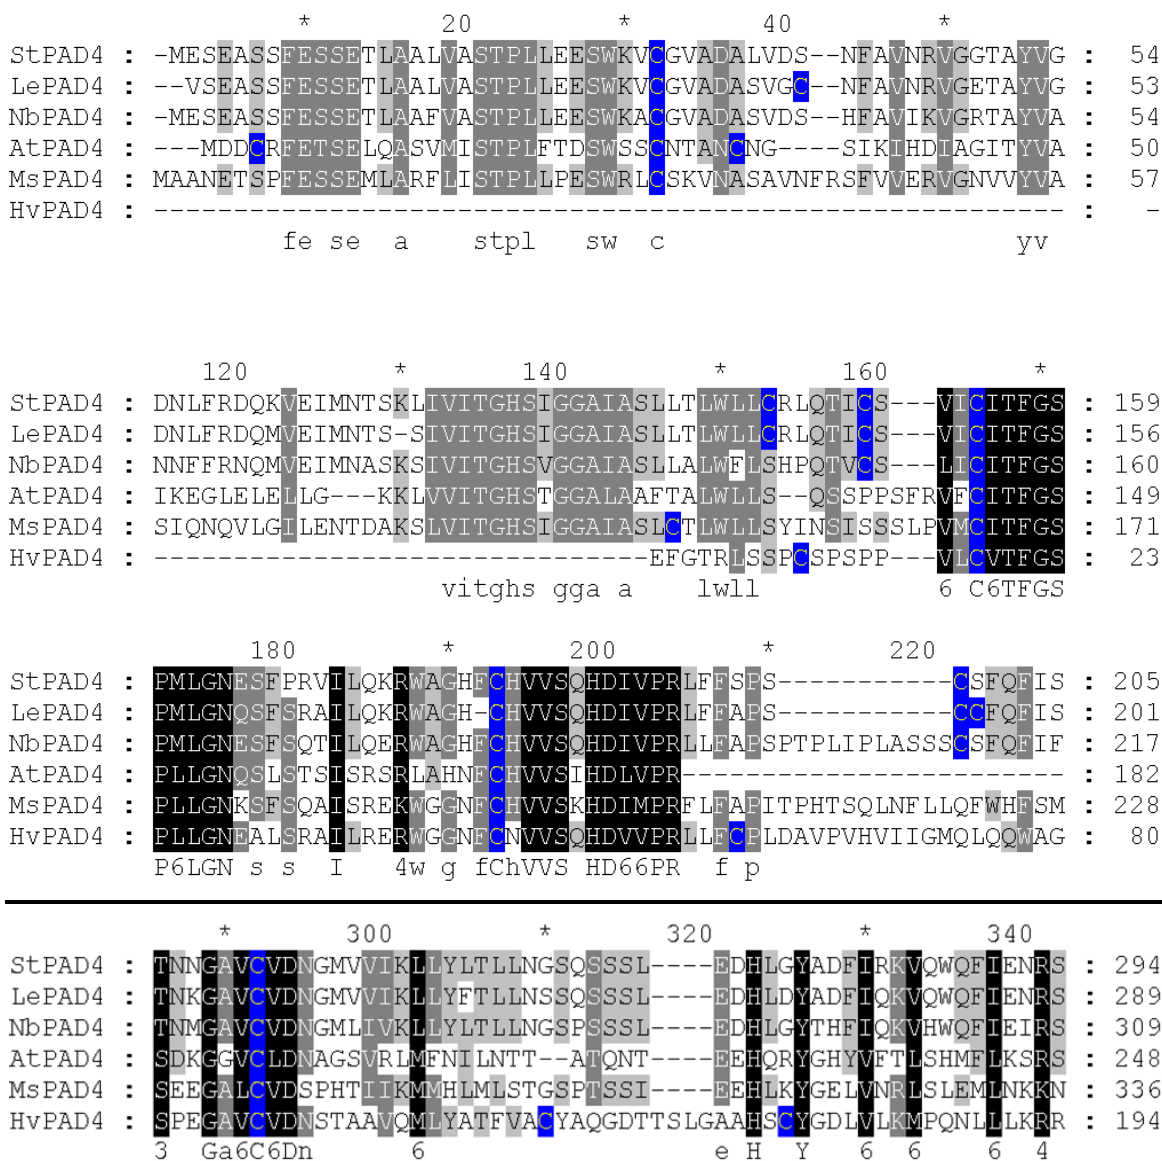 * 20 * 40 *
StPAD4 : -MESEASSFESSETLAALVASTPLLEESWKVCGVADALVDS--NFAVNRVGGTAYVG : 54
LePAD4 : --VSEASSFESSETLAALVASTPLLEESWKVCGVADASVGC--NFAVNRVGETAYVG : 53
NbPAD4 : -MESEASSFESSETLAAFVASTPLLEESWKACGVADASVDS--HFAVIKVGRTAYVA : 54
AtPAD4 : ---MDDCRFETSELQASVMISTPLFTDSWSSCNTANCNG----SIKIHDIAGITYVA : 50
MsPAD4 : MAANETSPFESSEMLARFLISTPLLPESWRLCSKVNASAVNFRSFVVERVGNVVYVA : 57
HvPAD4 : --------------------------------------------------------- : -
fe se a stpl sw c yv
120 * 140 * 160 *
StPAD4 : DNLFRDQKVEIMNTSKLIVITGHSIGGAIASLLTLWLLCRLQTICS---VICITFGS : 159
LePAD4 : DNLFRDQMVEIMNTS-SIVITGHSIGGAIASLLTLWLLCRLQTICS---VICITFGS : 156
NbPAD4 : NNFFRNQMVEIMNASKSIVITGHSVGGAIASLLALWFLSHPQTVCS---LICITFGS : 160
AtPAD4 : IKEGLELELLG---KKLVVITGHSTGGALAAFTALWLLS--QSSPPSFRVFCITFGS : 149
MsPAD4 : SIQNQVLGILENTDAKSLVITGHSIGGAIASLCTLWLLSYINSISSSLPVMCITFGS : 171
HvPAD4 : -------------------------------EFGTRLSSPCSPSPP---VLCVTFGS : 23
vitghs gga a lwll 6 C6TFGS
180 * 200 * 220
StPAD4 : PMLGNESFPRVILQKRWAGHFCHVVSQHDIVPRLFFSPS------------CSFQFIS : 205
LePAD4 : PMLGNQSFSRAILQKRWAGH-CHVVSQHDIVPRLFFAPS------------CCFQFIS : 201
NbPAD4 : PMLGNESFSQTILQERWAGHFCHVVSQHDIVPRLLFAPSPTPLIPLASSSCSFQFIF : 217
AtPAD4 : PLLGNQSLSTSISRSRLAHNFCHVVSIHDLVPR------------------------ : 182
MsPAD4 : PLLGNKSFSQAISREKWGGNFCHVVSKHDIMPRFLFAPITPHTSQLNFLLQFWHFSM : 228
HvPAD4 : PLLGNEALSRAILRERWGGNFCNVVSQHDVVPRLLFCPLDAVPVHVIIGMQLQQWAG : 80
P6LGN s s I 4w g fChVVS HD66PR f p
* 300 * 320 * 340
StPAD4 : TNNGAVCVDNGMVVIKLLYLTLLNGSQSSSL----EDHLGYADFIRKVQWQFIENRS : 294
LePAD4 : TNKGAVCVDNGMVVIKLLYFTLLNSSQSSSL----EDHLDYADFIQKVQWQFIENRS : 289
NbPAD4 : TNMGAVCVDNGMLIVKLLYLTLLNGSPSSSL----EDHLGYTHFIQKVHWQFIEIRS : 309
AtPAD4 : SDKGGVCLDNAGSVRLMFNILNTT--ATQNT----EEHQRYGHYVFTLSHMFLKSRS : 248
MsPAD4 : SEEGALCVDSPHTIIKMMHLMLSTGSPTSSI----EEHLKYGELVNRLSLEMLNKKN : 336
HvPAD4 : SPEGAVCVDNSTAAVQMLYATFVACYAQGDTTSLGAAHSCYGDLVLKMPQNLLLKRR : 194
3 Ga6C6Dn 6 e H Y 6 6 6 4